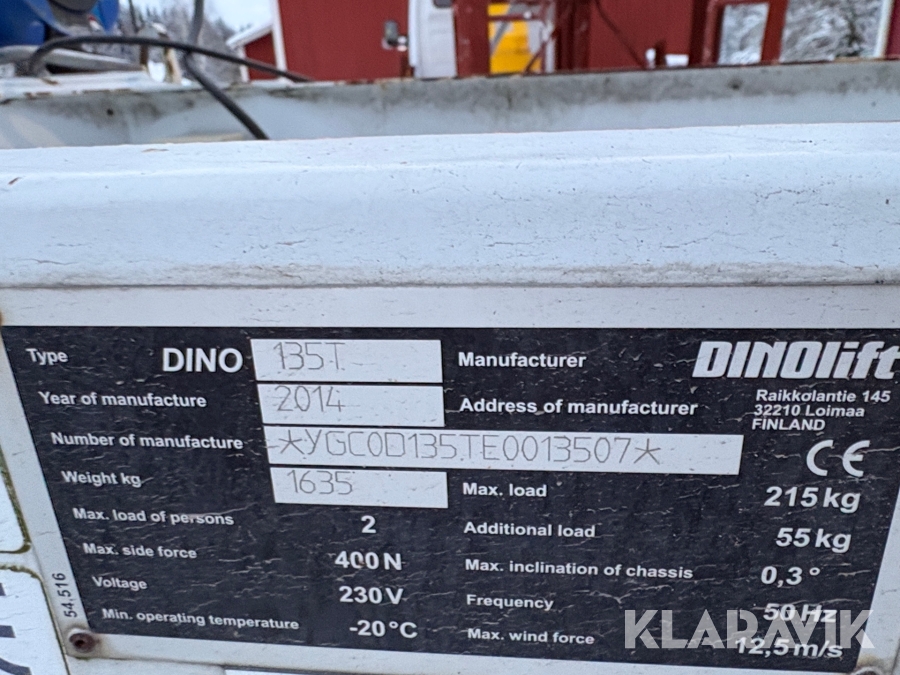 Type DINO 135T
Manufacturer DINOlift
Year of manufacture 2014
Address of manufacturer Raikkolantie 145
32210 Loimaa
FINLAND
Number of manufacture *YGC0D135TE0013507*
CE
Weight kg 1635
Max. load 215 kg
Max. load of persons 2
Additional load 55 kg
Max. side force 400 N
Max. inclination of chassis 0,3°
Voltage 230 V
Frequency 50 Hz
Min. operating temperature -20°C
Max. wind force 12,5 m/s
54.516
KLARAVIK